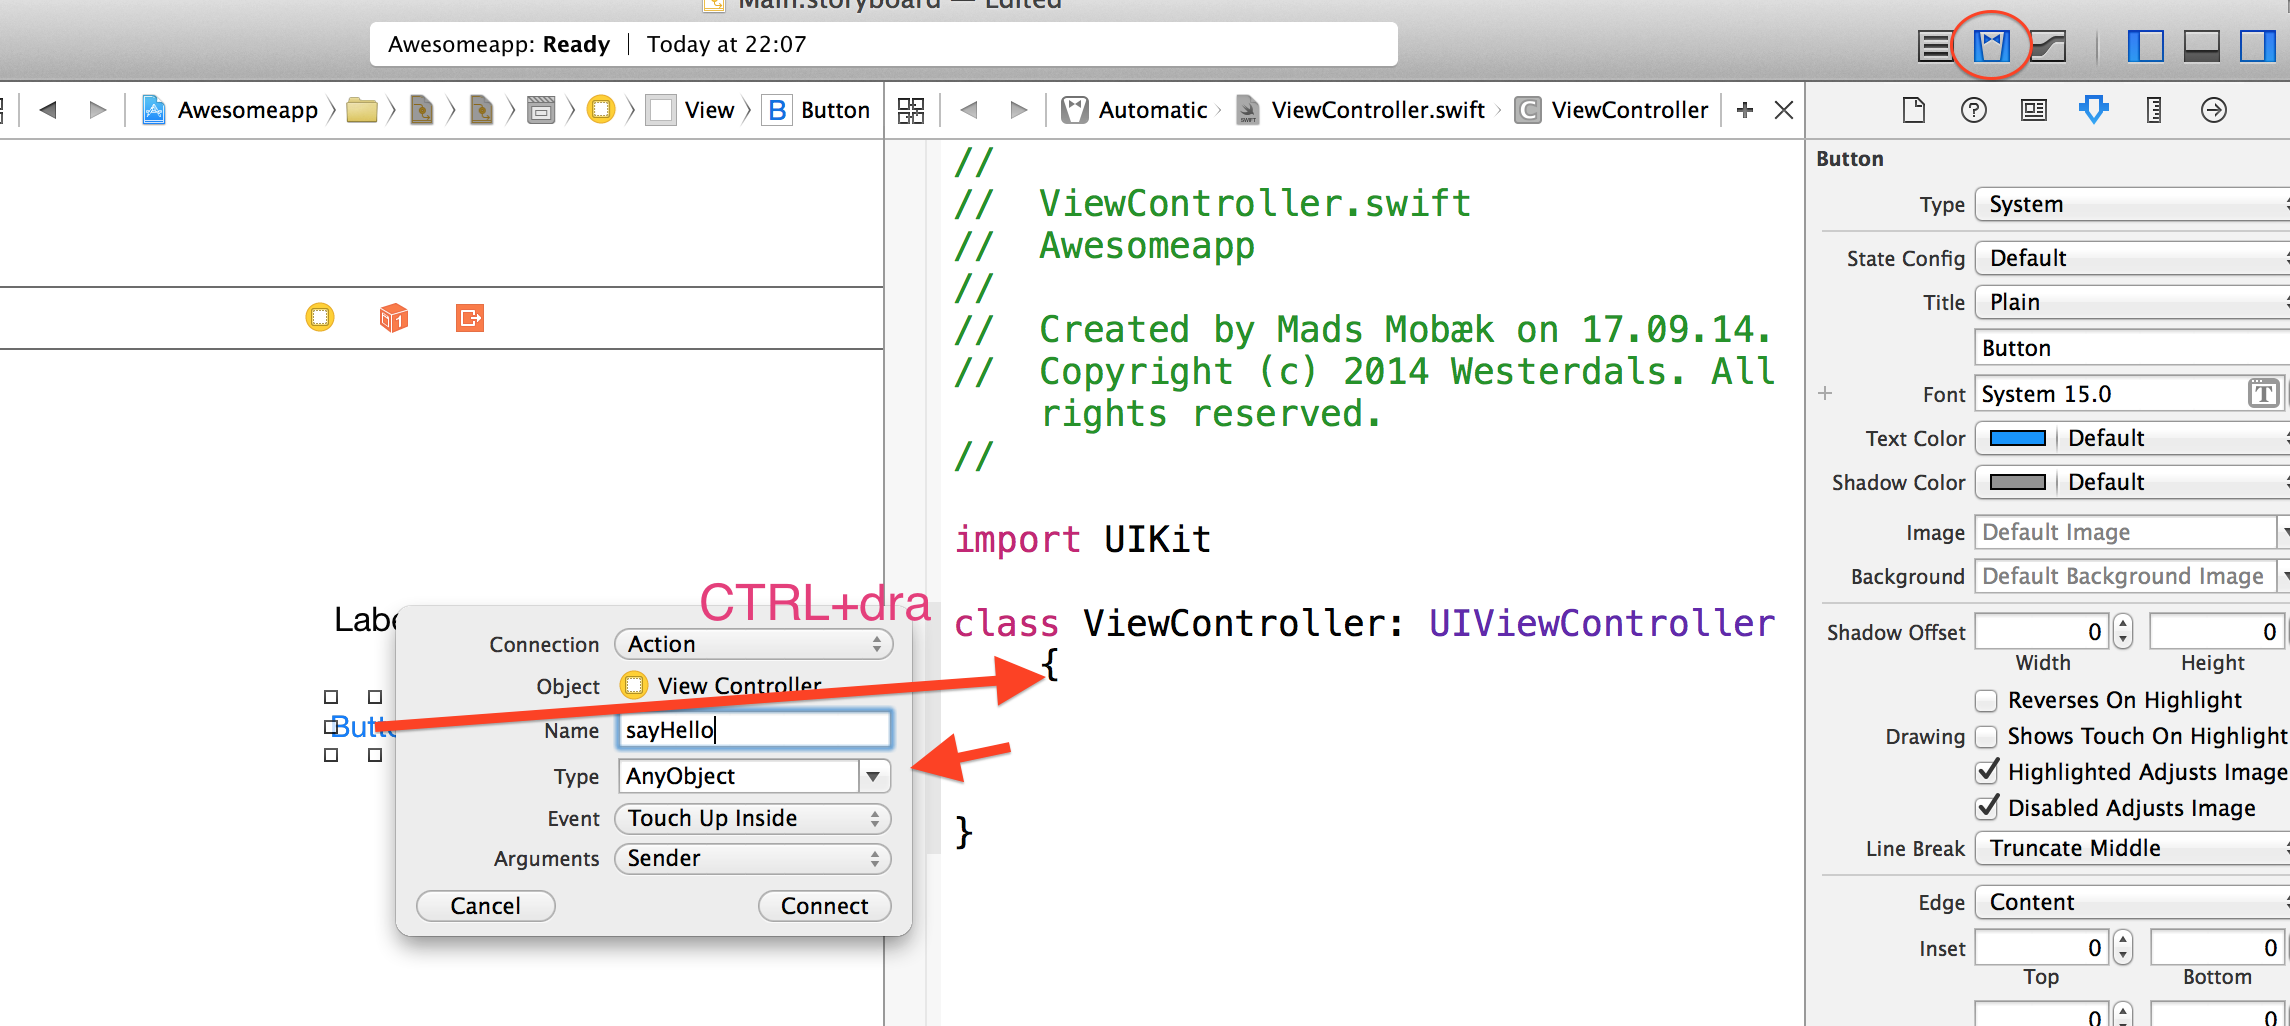 Main.storyboard — Edited
Awesomeapp: Ready | Today at 22:07
Awesomeapp View B Button
Automatic ViewController.swift C ViewController
//
// ViewController.swift
// Awesomeapp
//
// Created by Mads Mobæk on 17.09.14.
// Copyright (c) 2014 Westerdals. All
rights reserved.
//
import UIKit
class ViewController: UIViewController
{
}
CTRL+dra
Labe
Butt
Connection Action
Object View Controller
Name sayHello
Type AnyObject
Event Touch Up Inside
Arguments Sender
Cancel Connect
Button
Type System
State Config Default
Title Plain
Button
Font System 15.0 T
Text Color Default
Shadow Color Default
Image Default Image
Background Default Background Image
Shadow Offset 0 0
Width Height
Reverses On Highlight
Drawing Shows Touch On Highlight
Highlighted Adjusts Image
Disabled Adjusts Image
Line Break Truncate Middle
Edge Content
Inset 0 0
Top Bottom
0 0